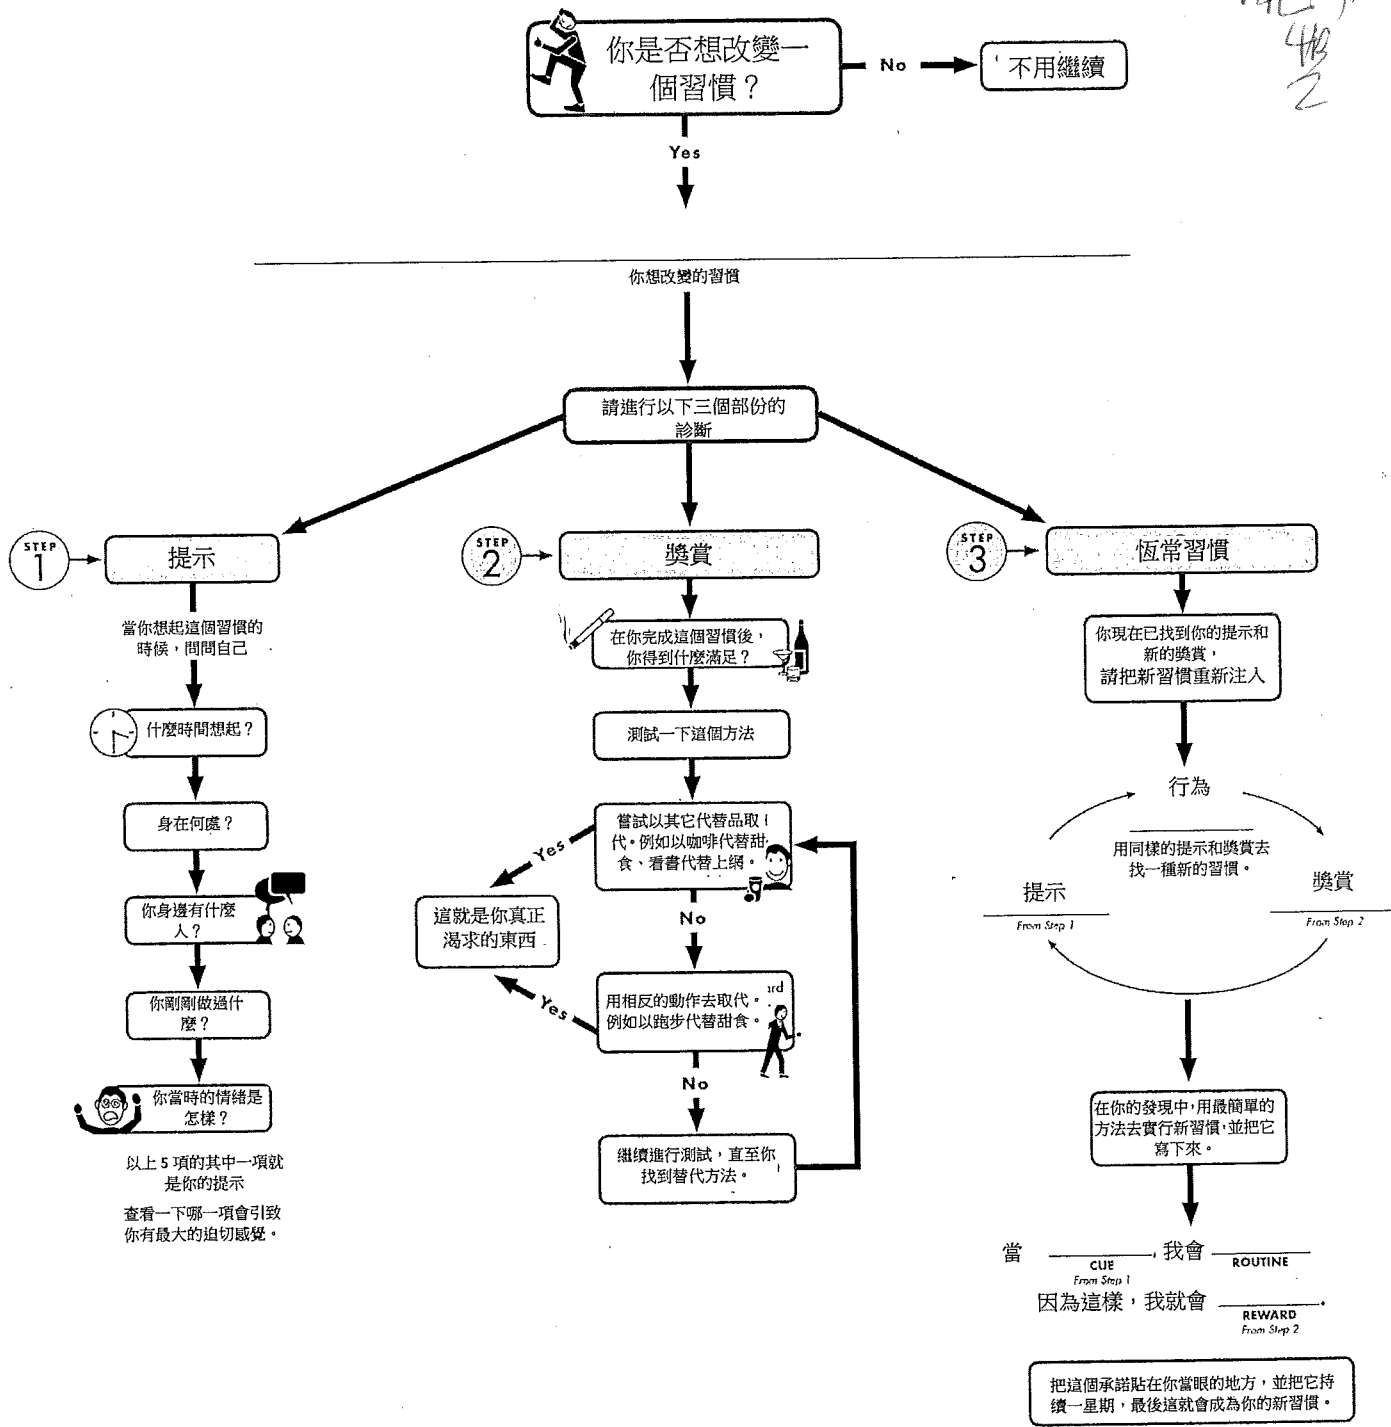 你是否想改變一
個習慣？
No
不用繼續
Yes
你想改變的習慣
請進行以下三個部份的
診斷
STEP
1
提示
當你想起這個習慣的
時候，問問自己
什麼時間想起？
身在何處？
你身邊有什麼
人？
你剛剛做過什
麼？
你當時的情緒是
怎樣？
以上 5 項的其中一項就
是你的提示
查看一下哪一項會引致
你有最大的迫切感覺。
STEP
2
獎賞
在你完成這個習慣後，
你得到什麼滿足？
測試一下這個方法
嘗試以其它代替品取
代。例如以咖啡代替甜
食、看書代替上網。
Yes
No
這就是你真正
渴求的東西
用相反的動作去取代。
例如以跑步代替甜食。
rd
Yes
No
繼續進行測試，直至你
找到替代方法。
STEP
3
恆常習慣
你現在已找到你的提示和
新的獎賞，
請把新習慣重新注入
行為
用同樣的提示和獎賞去
找一種新的習慣。
提示
From Step 1
獎賞
From Step 2
在你的發現中，用最簡單的
方法去實行新習慣，並把它
寫下來。
當 ，我會
CUE
From Step 1
ROUTINE
因為這樣，我就會 .
REWARD
From Step 2
把這個承諾貼在你當眼的地方，並把它持
續一星期，最後這就會成為你的新習慣。